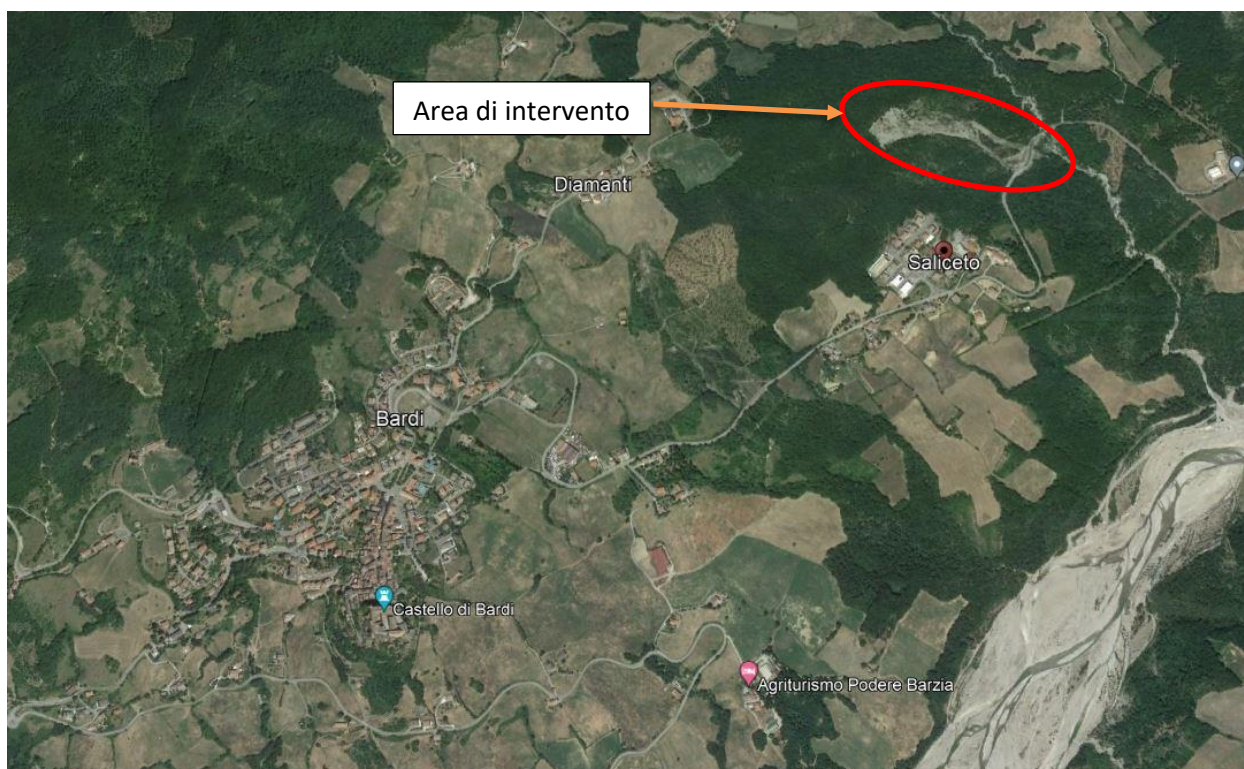 Area di intervento
Diamanti
Saliceto
Bardi
Castello di Bardi
Agriturismo Podere Barzia